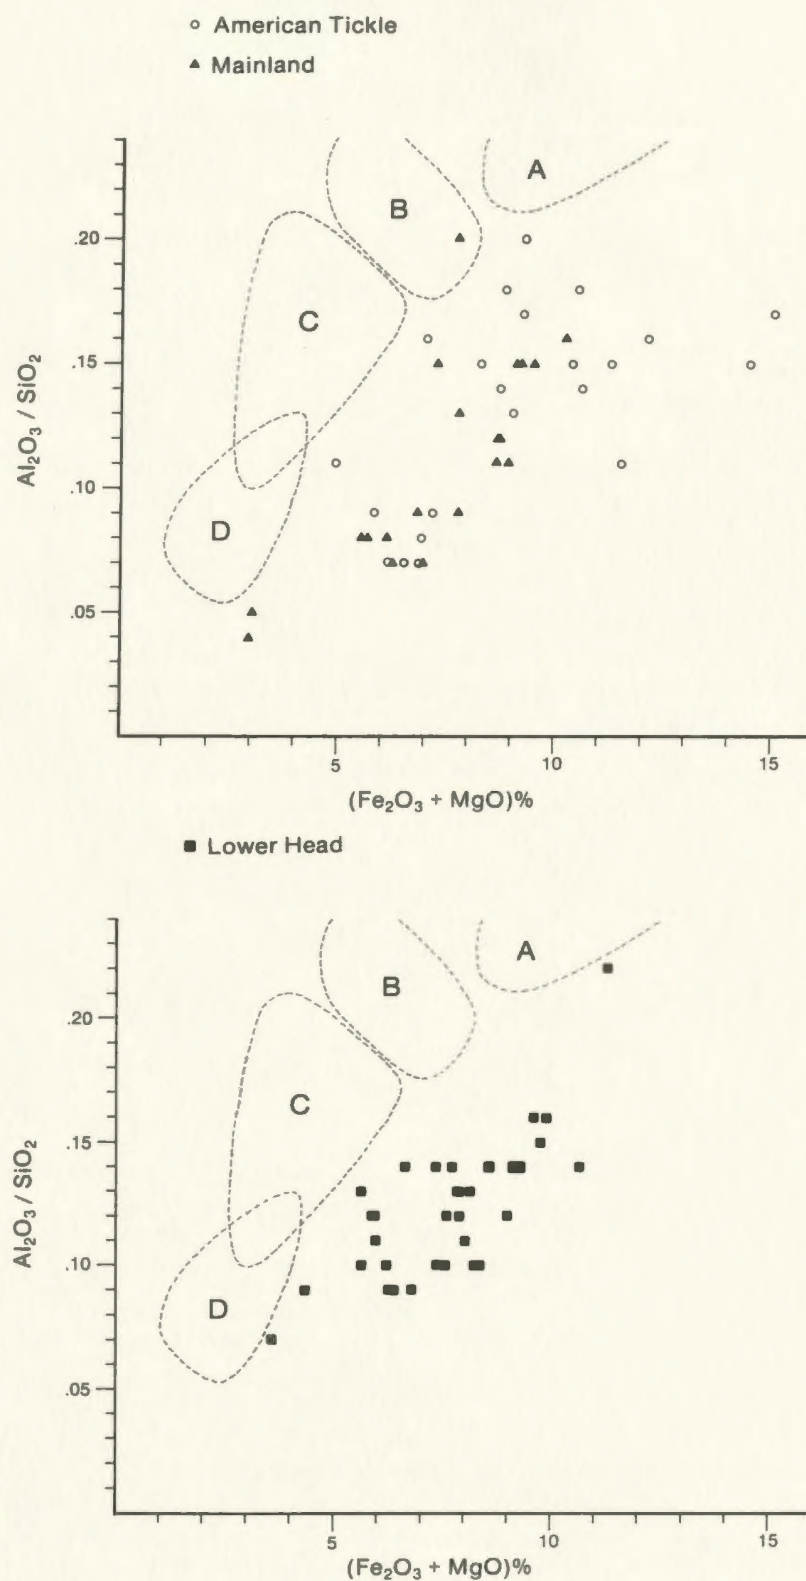 American Tickle
Mainland
A
B
.20
C
.15
Al₂O₃ / SiO₂
.10
D
.05
5 10 15
(Fe₂O₃ + MgO)%
Lower Head
A
B
.20
C
.15
Al₂O₃ / SiO₂
.10
D
.05
5 10 15
(Fe₂O₃ + MgO)%